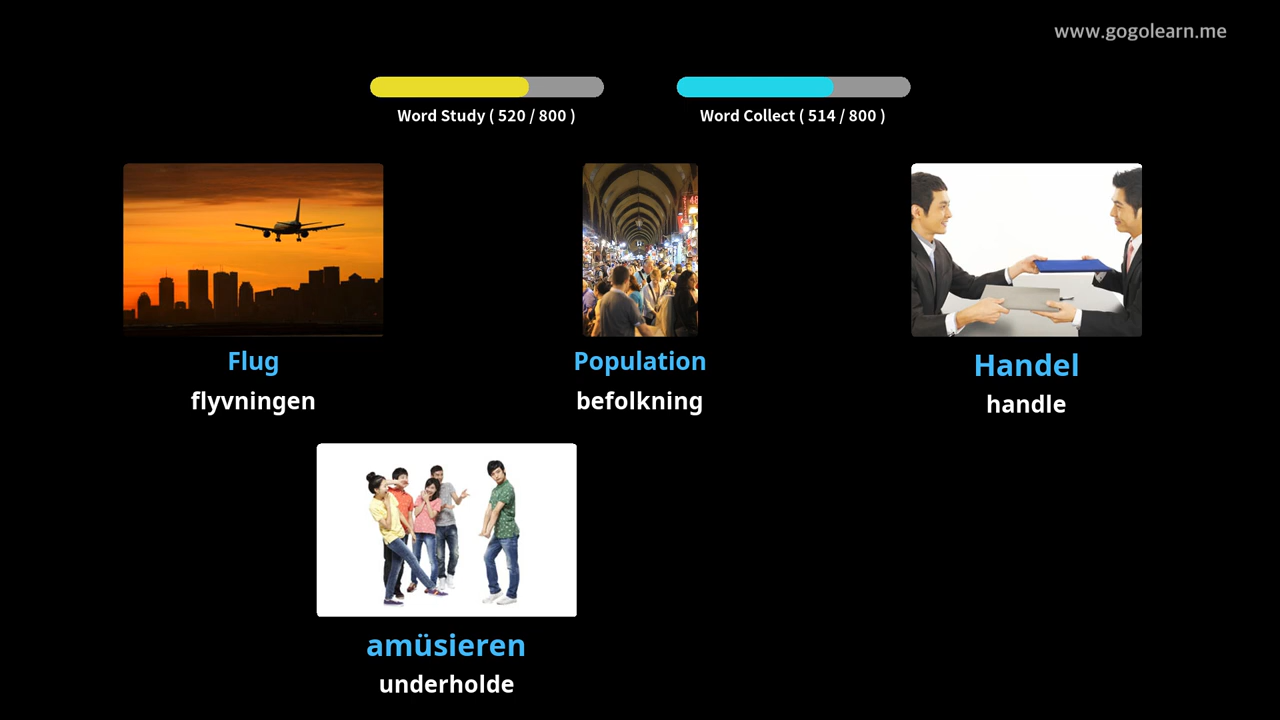 www.gogolearn.me
Word Study ( 520 / 800 )
Word Collect ( 514 / 800 )
Flug
flyvningen
Population
befolkning
Handel
handle
amüsieren
underholde